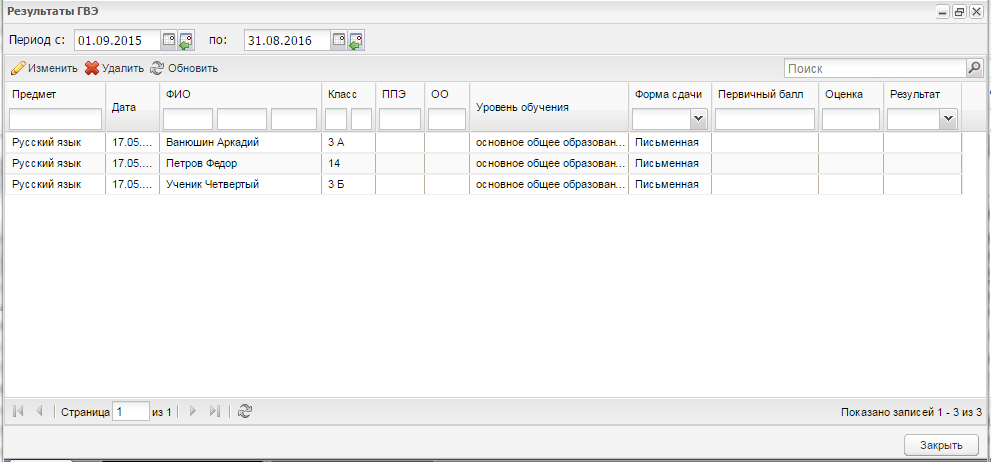 Результаты ГВЭ
Период с: 01.09.2015 по: 31.08.2016
Изменить Удалить Обновить Поиск
Предмет Дата ФИО Класс ППЭ ОО Уровень обучения Форма сдачи Первичный балл Оценка Результат
Русский язык 17.05.... Ванюшин Аркадий 3 А основное общее образован... Письменная
Русский язык 17.05.... Петров Федор 14 основное общее образован... Письменная
Русский язык 17.05.... Ученик Четвертый 3 Б основное общее образован... Письменная
Страница 1 из 1 Показано записей 1 - 3 из 3
Закрыть